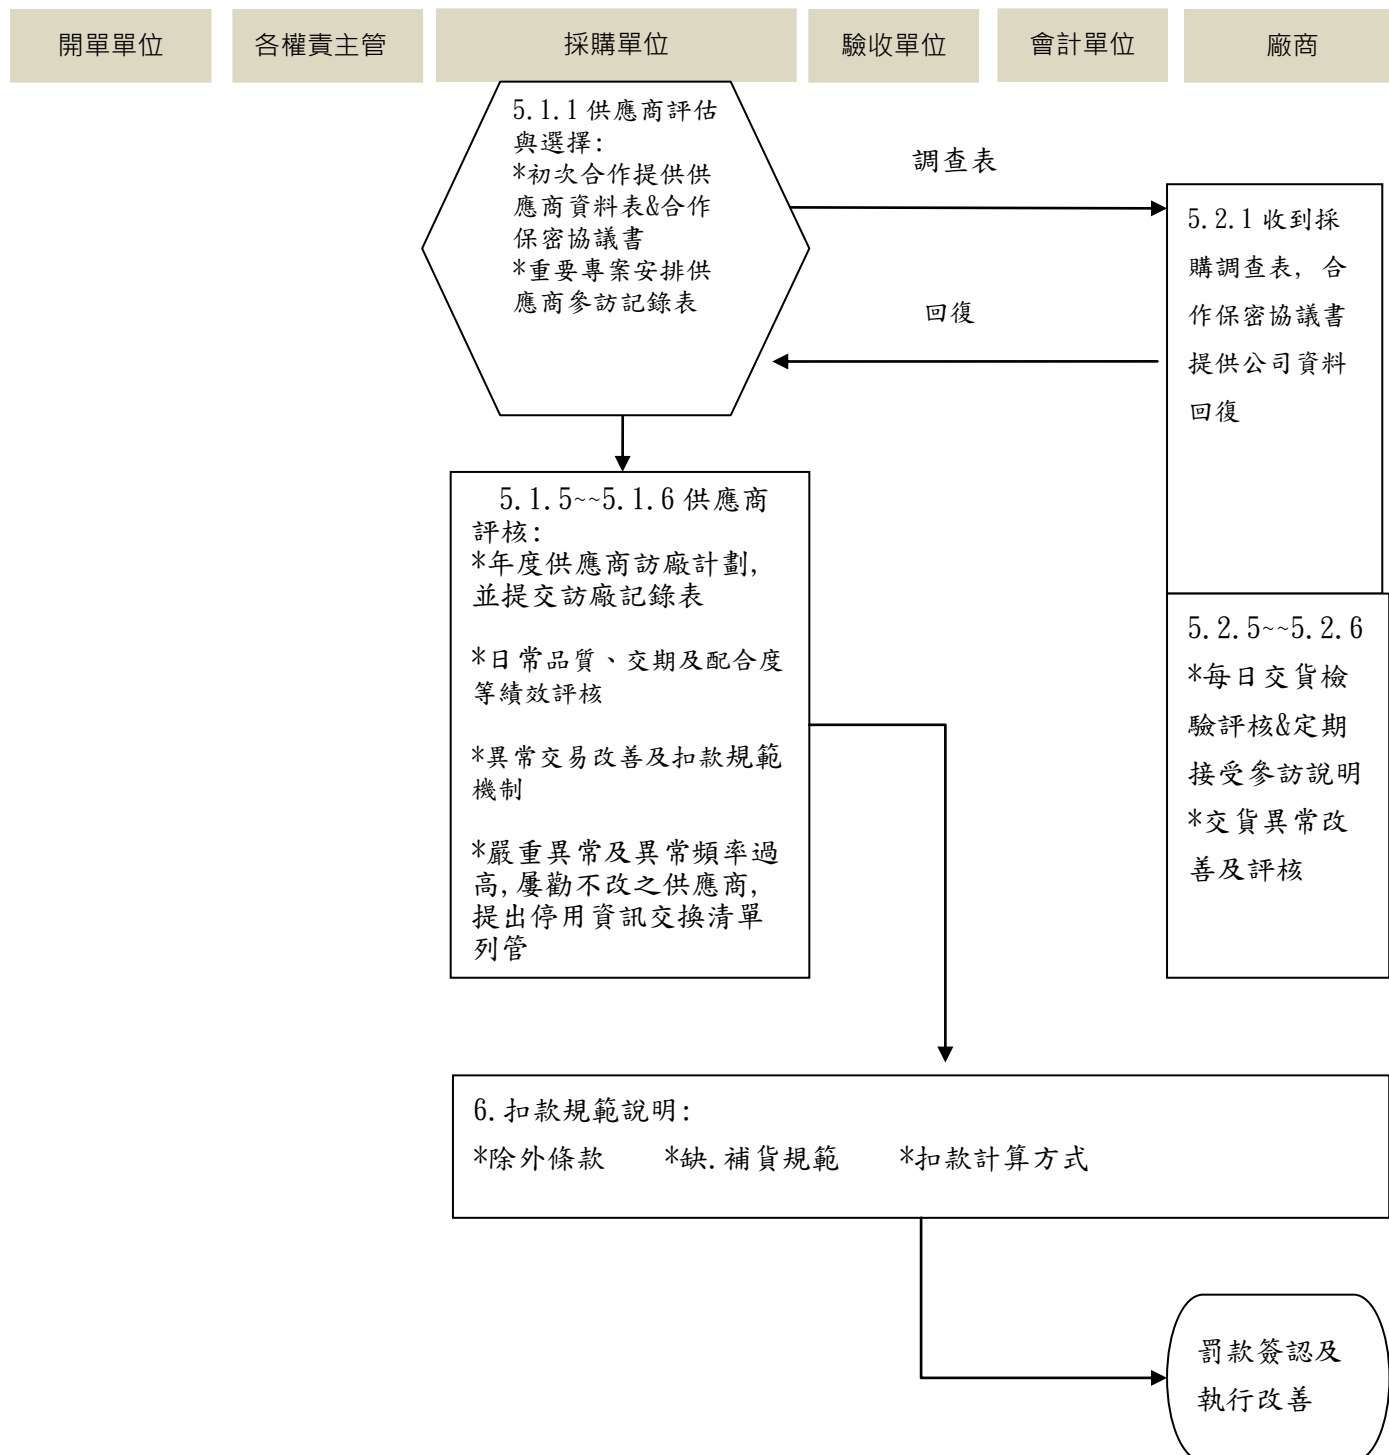 開單單位
各權責主管
採購單位
驗收單位
會計單位
廠商
5.1.1 供應商評估
與選擇:
*初次合作提供供
應商資料表&合作
保密協議書
*重要專案安排供
應商參訪記錄表
調查表
回復
5.2.1 收到採
購調查表, 合
作保密協議書
提供公司資料
回復
5.1.5~~5.1.6 供應商
評核:
*年度供應商訪廠計劃,
並提交訪廠記錄表
*日常品質、交期及配合度
等績效評核
*異常交易改善及扣款規範
機制
*嚴重異常及異常頻率過
高,屢勸不改之供應商,
提出停用資訊交換清單
列管
5.2.5~~5.2.6
*每日交貨檢
驗評核&定期
接受參訪說明
*交貨異常改
善及評核
6.扣款規範說明:
*除外條款 *缺.補貨規範 *扣款計算方式
罰款簽認及
執行改善